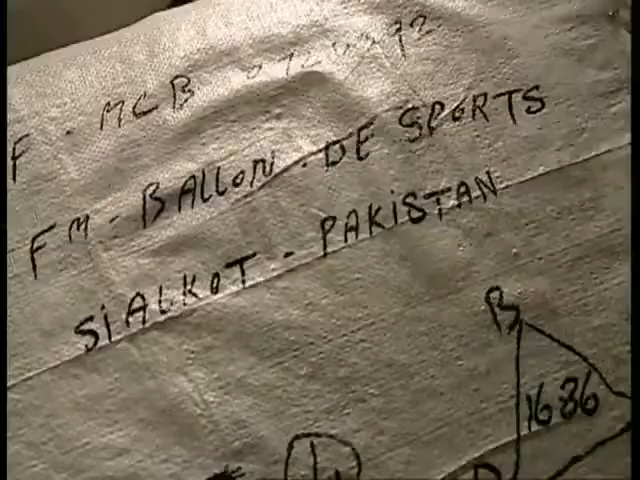 F - MCB
FM - BALLON - DE SPORTS
SIALKOT - PAKISTAN
B
1686